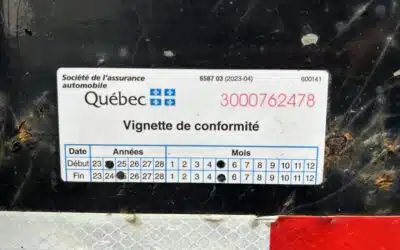 Société de l'assurance
automobile
6587 03 (2023-04)
600141
Québec
3000762478
Vignette de conformité
Date Années Mois
Début 23 25 26 27 28 1 2 3 4 6 7 8 9 10 11 12
Fin 23 24 26 27 28 1 2 3 4 6 7 8 9 10 11 12